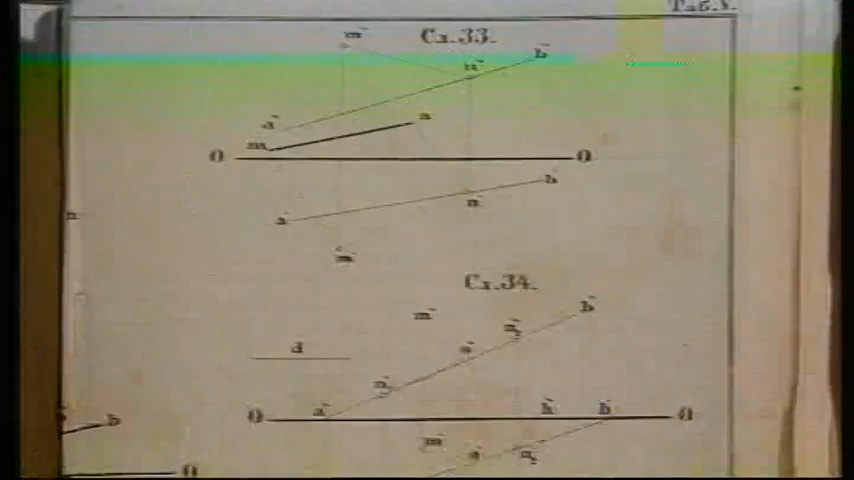 Таб.V.
Сл.33.
m"
n"
b"
a"
m
n
O
O
b'
a'
n'
n
m'
Сл.34.
m"
b"
n"
o"
d
n"
O
a"
h"
b"
O
m'
o'
b
O